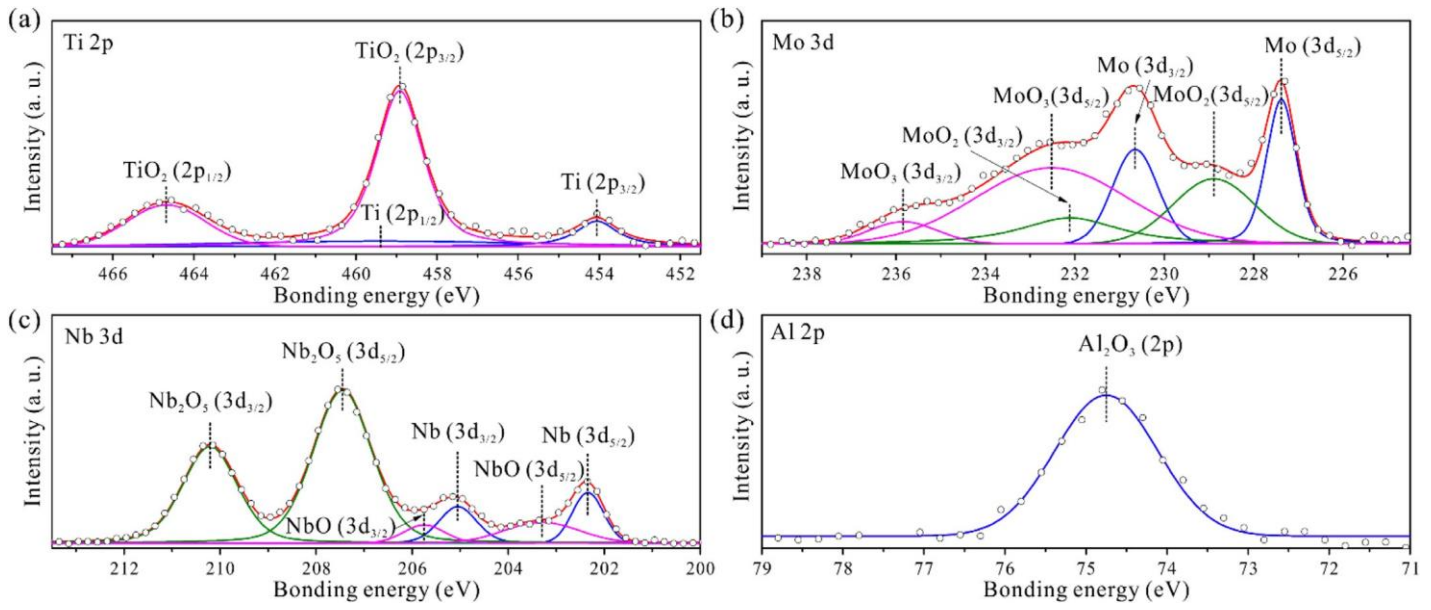 (a)
Ti 2p
TiO₂ (2p₃/₂)
TiO₂ (2p₁/₂)
Ti (2p₁/₂)
Ti (2p₃/₂)
Intensity (a. u.)
466 464 462 460 458 456 454 452
Bonding energy (eV)
(b)
Mo 3d
Mo (3d₅/₂)
Mo (3d₃/₂)
MoO₃(3d₅/₂)
MoO₂(3d₅/₂)
MoO₂ (3d₃/₂)
MoO₃ (3d₃/₂)
Intensity (a. u.)
238 236 234 232 230 228 226
Bonding energy (eV)
(c)
Nb 3d
Nb₂O₅ (3d₅/₂)
Nb₂O₅ (3d₃/₂)
Nb (3d₃/₂)
Nb (3d₅/₂)
NbO (3d₅/₂)
NbO (3d₃/₂)
Intensity (a. u.)
212 210 208 206 204 202 200
Bonding energy (eV)
(d)
Al 2p
Al₂O₃ (2p)
Intensity (a. u.)
79 78 77 76 75 74 73 72 71
Bonding energy (eV)